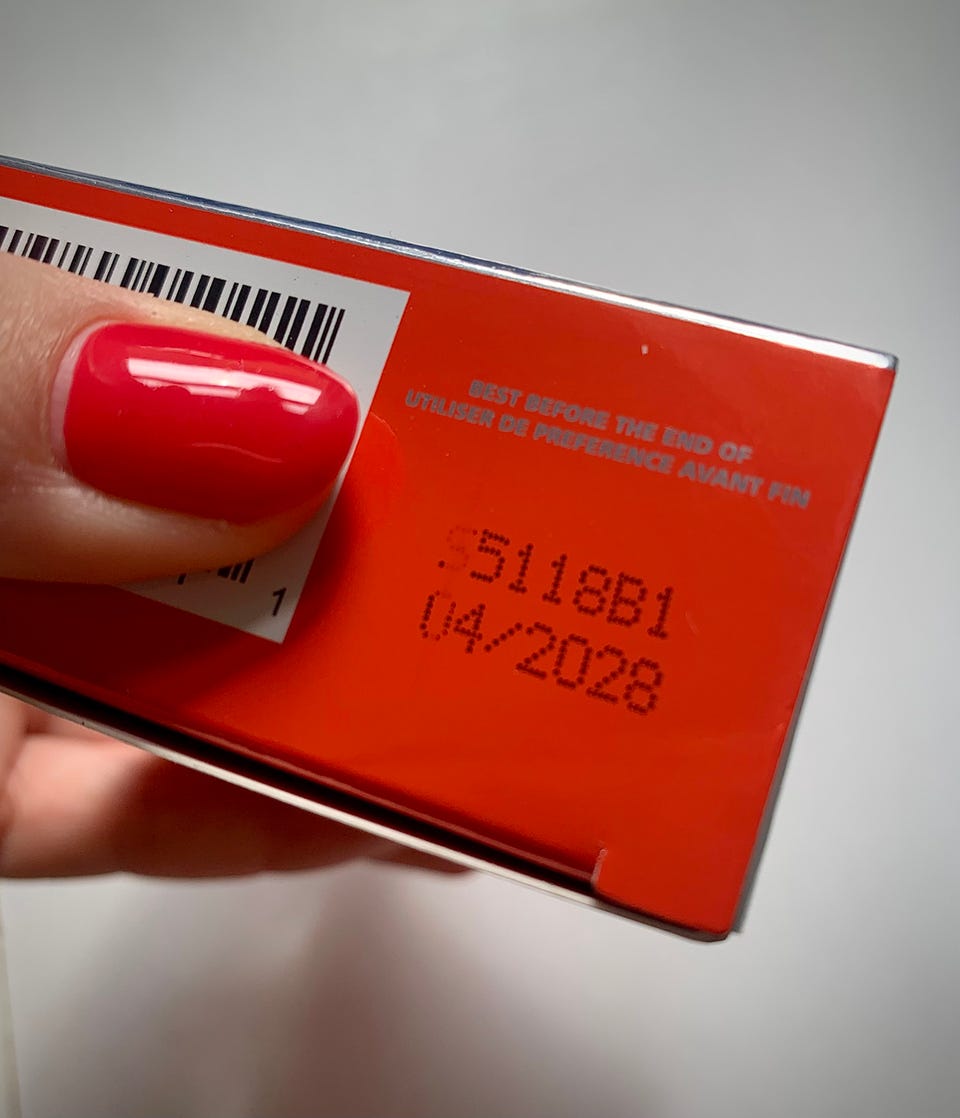 BEST BEFORE THE END OF
UTILISER DE PREFERENCE AVANT FIN
S5118B1
04/2028
1